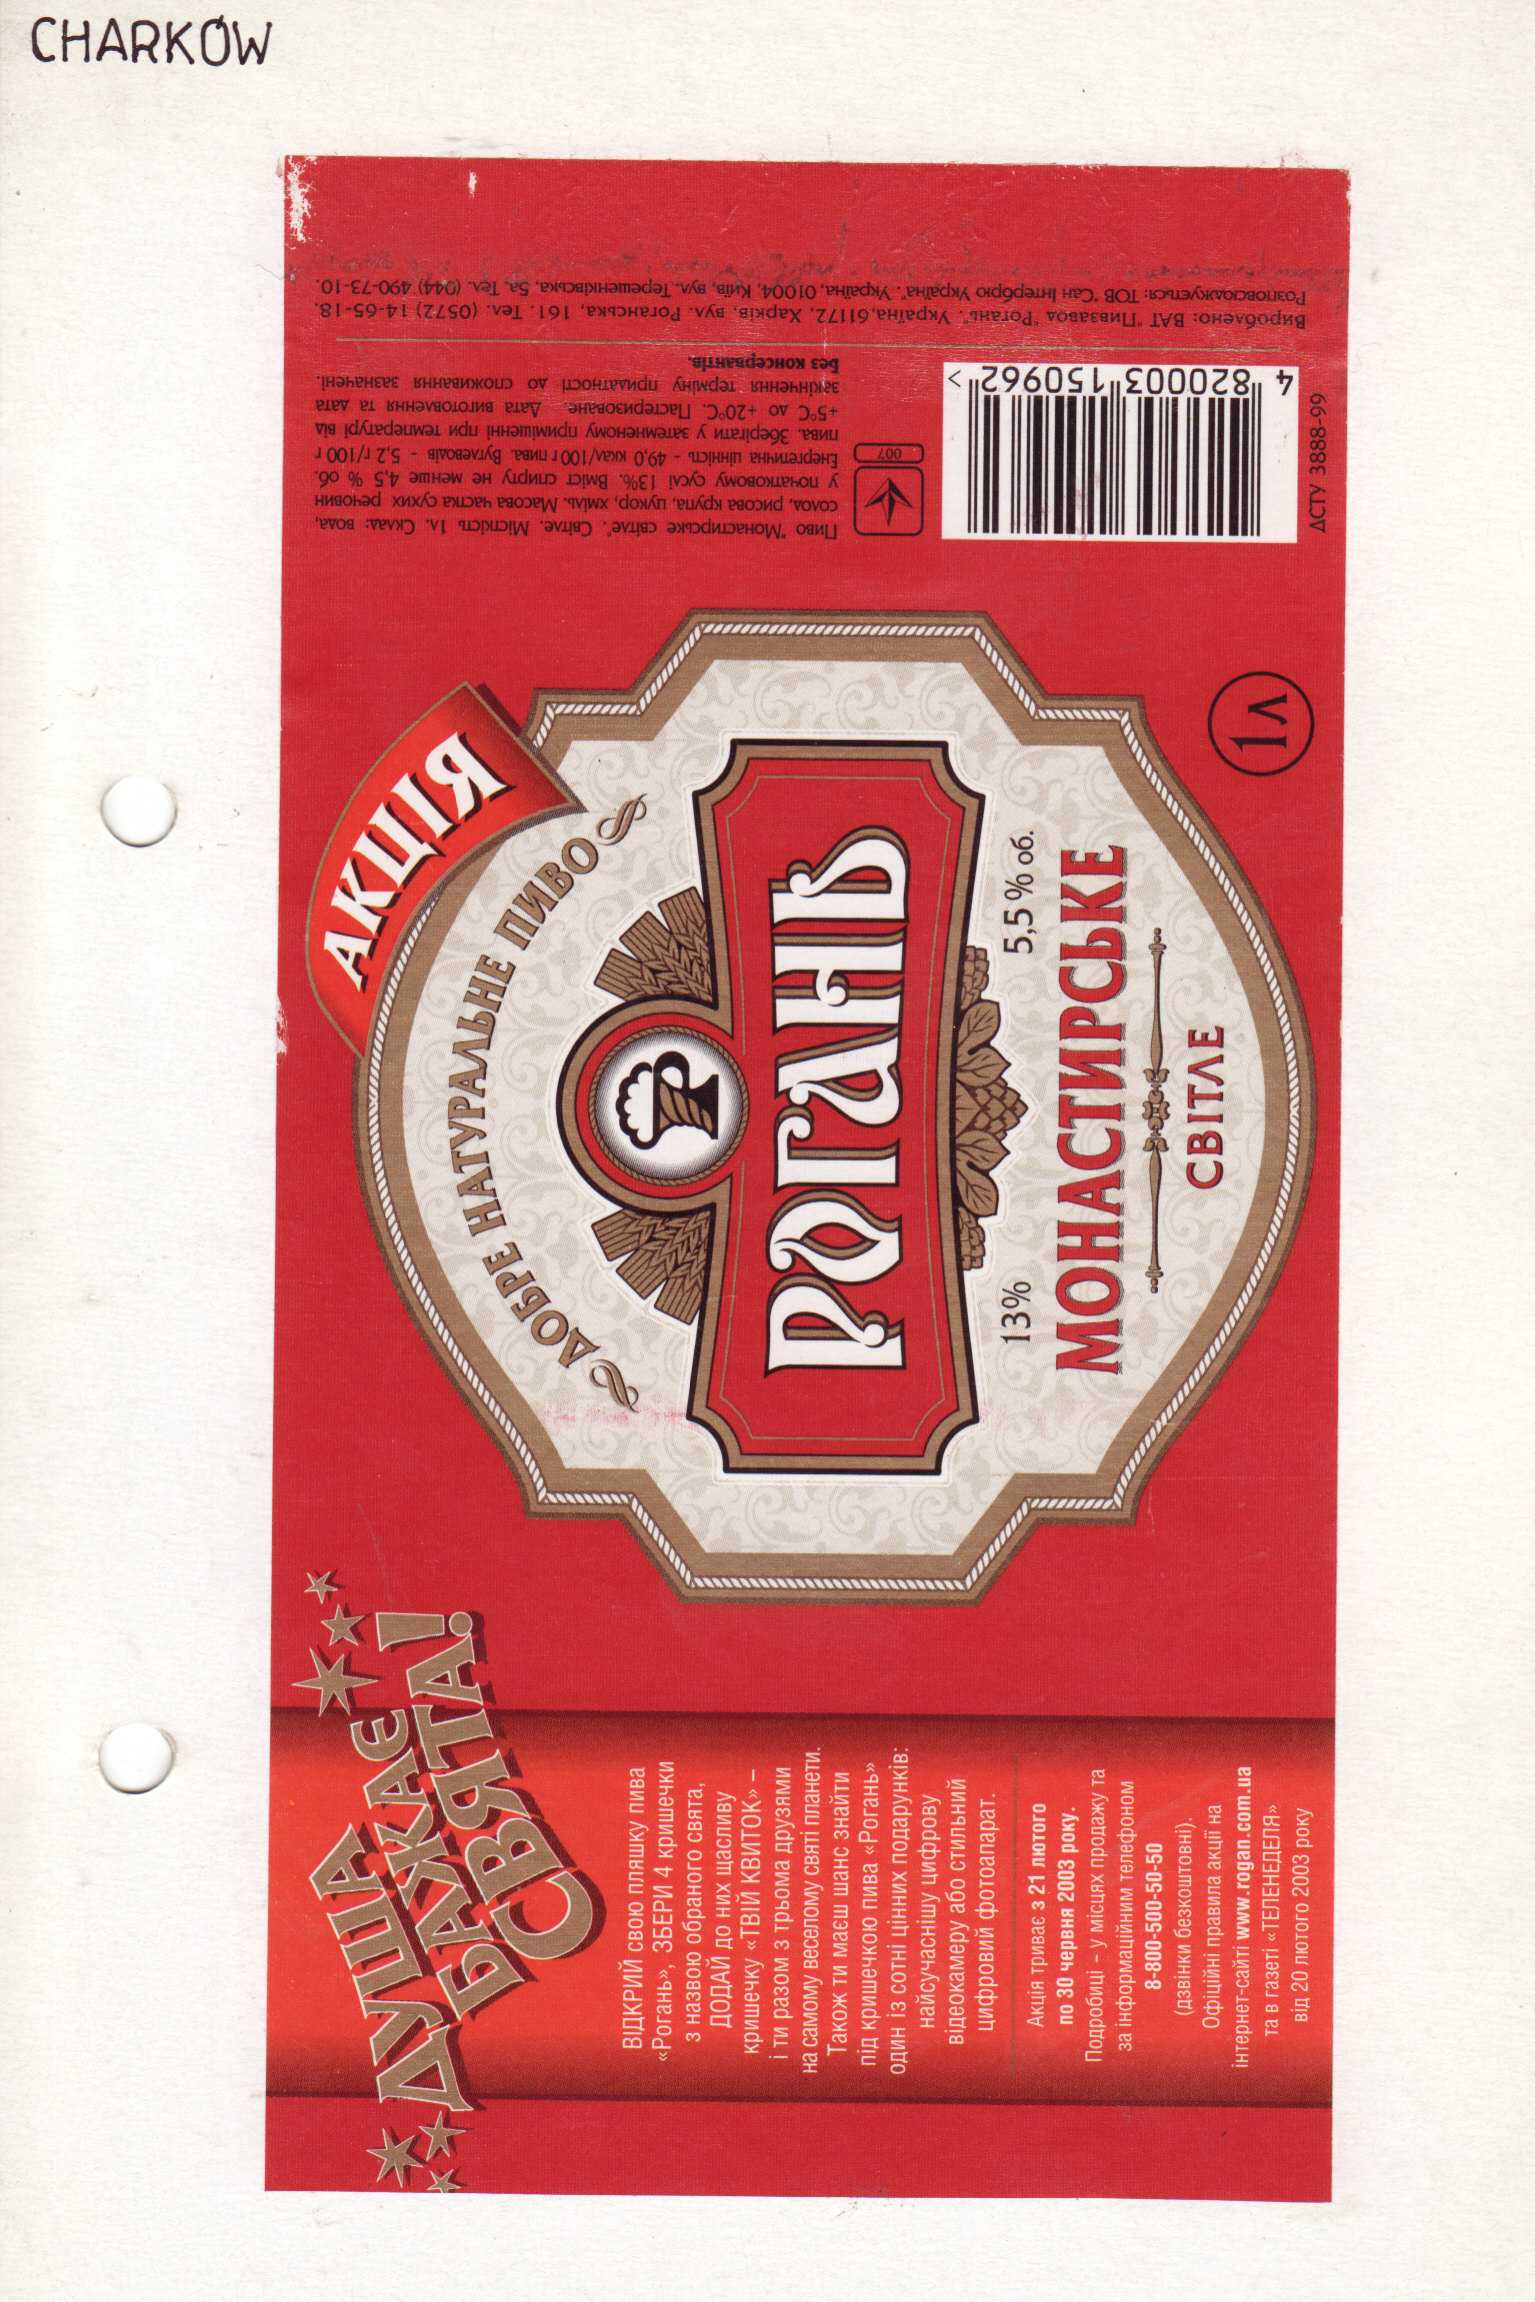 CHARKÓW
ДУША
БАЖАЄ
СВЯТА!
ВІДКРИЙ СВОЮ ПЛЯШКУ ПИВА
«Рогань», ЗБЕРИ 4 кришечки
з назвою обраного свята,
ДОДАЙ до них щасливу
кришечку «ТВІЙ КВИТОК» –
і ти разом з трьома друзями
на самому веселому святі планети.
Також ти маєш шанс знайти
під кришечкою пива «Рогань»
один із сотні цінних подарунків:
найсучаснішу цифрову
відеокамеру або стильний
цифровий фотоапарат.
Акція триває з 21 лютого
по 30 червня 2003 року.
Подробиці – у місцях продажу та
за інформаційним телефоном
8-800-500-50-50
(дзвінки безкоштовні).
Офіційні правила акції на
інтернет-сайті www.rogan.com.ua
та в газеті «ТЕЛЕНЕДЕЛЯ»
від 20 лютого 2003 року
АКЦІЯ
ДОБРЕ НАТУРАЛЬНЕ ПИВО
Р
РОГАНЬ
13% 5,5 % об.
МОНАСТИРСЬКЕ
СВІТЛЕ
1л
Пиво "Монастирське світле". Світле. Місткість 1л. Склад: вода,
солод, рисова крупа, цукор, хміль. Масова частка сухих речовин
у початковому суслі 13%. Вміст спирту не менше 4,5 % об.
Енергетична цінність - 49,0 ккал/100 г пива. Вуглеводів - 5,2 г/100 г
пива. Зберігати у затемненому приміщенні при температурі від
+5°С до +20°С. Пастеризоване. Дата виготовлення та дата
закінчення терміну придатності до споживання зазначені.
Без консервантів.
007
4 820003 150962 >
ДСТУ 3888-99
Вироблено: ВАТ "Пивзавод "Рогань". Україна,61172, Харків, вул. Роганська, 161. Тел. (0572) 14-65-18.
Розповсюджується: ТОВ "Сан Інтербрю Україна". Україна, 01004, Київ, вул. Терещенківська, 5а, Тел. (044) 490-73-10.